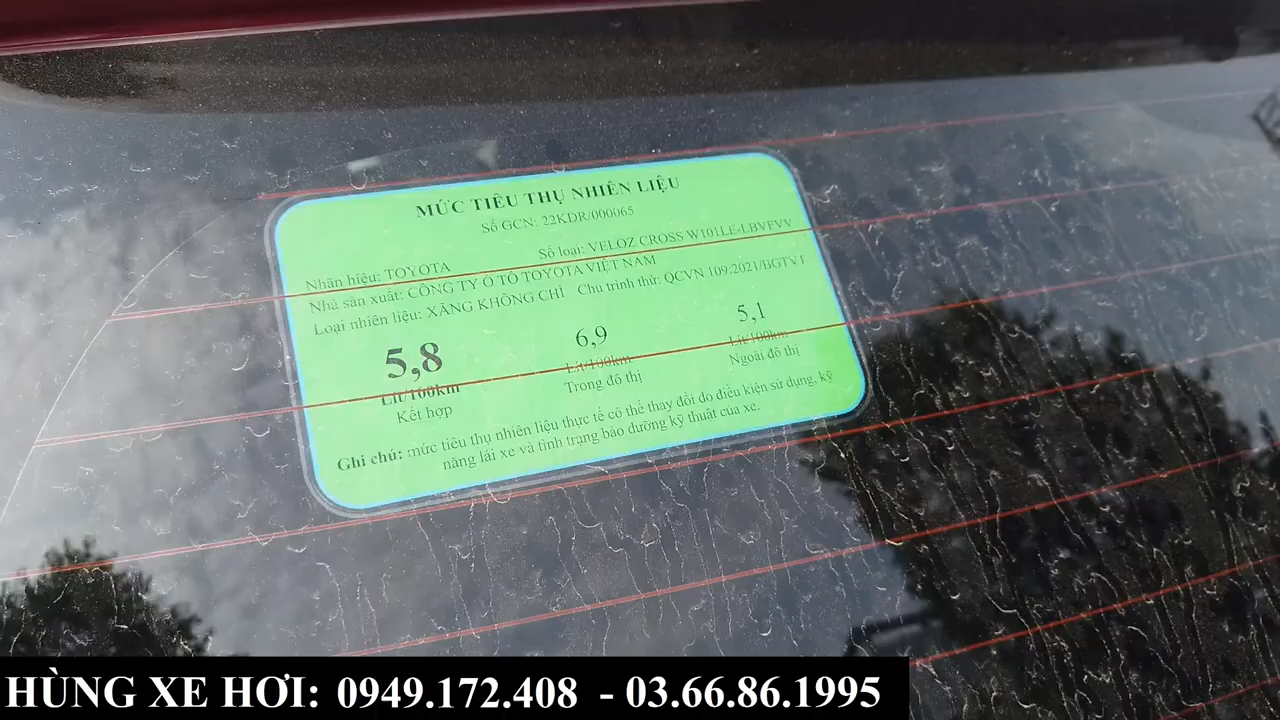 MỨC TIÊU THỤ NHIÊN LIỆU
Số GCN: 22KDR/000065
Nhãn hiệu: TOYOTA Số loại: VELOZ CROSS W101LE-LBVFVV
Nhà sản xuất: CÔNG TY Ô TÔ TOYOTA VIỆT NAM
Loại nhiên liệu: XĂNG KHÔNG CHÌ Chu trình thử: QCVN 109:2021/BGTVT
5,8 6,9 5,1
Lít/100km Lít/100km Lít/100km
Kết hợp Trong đô thị Ngoài đô thị
Ghi chú: mức tiêu thụ nhiên liệu thực tế có thể thay đổi do điều kiện sử dụng, kỹ
năng lái xe và tình trạng bảo dưỡng kỹ thuật của xe.
HÙNG XE HƠI: 0949.172.408 - 03.66.86.1995